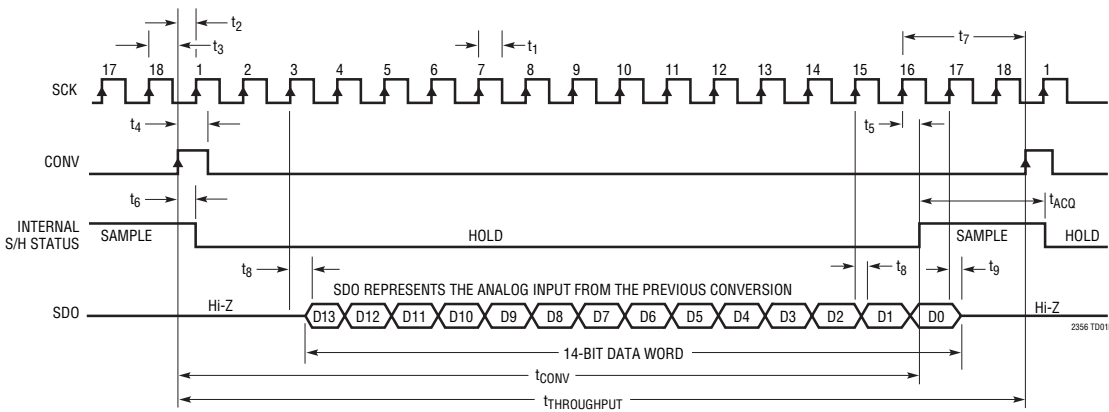 t2
t3
t1
t7
17 18 1 2 3 4 5 6 7 8 9 10 11 12 13 14 15 16 17 18 1
SCK
t4
t5
CONV
t6
tACQ
INTERNAL
S/H STATUS
SAMPLE
HOLD
SAMPLE
HOLD
t8
t8
t9
SDO REPRESENTS THE ANALOG INPUT FROM THE PREVIOUS CONVERSION
SDO
Hi-Z
D13 D12 D11 D10 D9 D8 D7 D6 D5 D4 D3 D2 D1 D0
Hi-Z
14-BIT DATA WORD
tCONV
tTHROUGHPUT